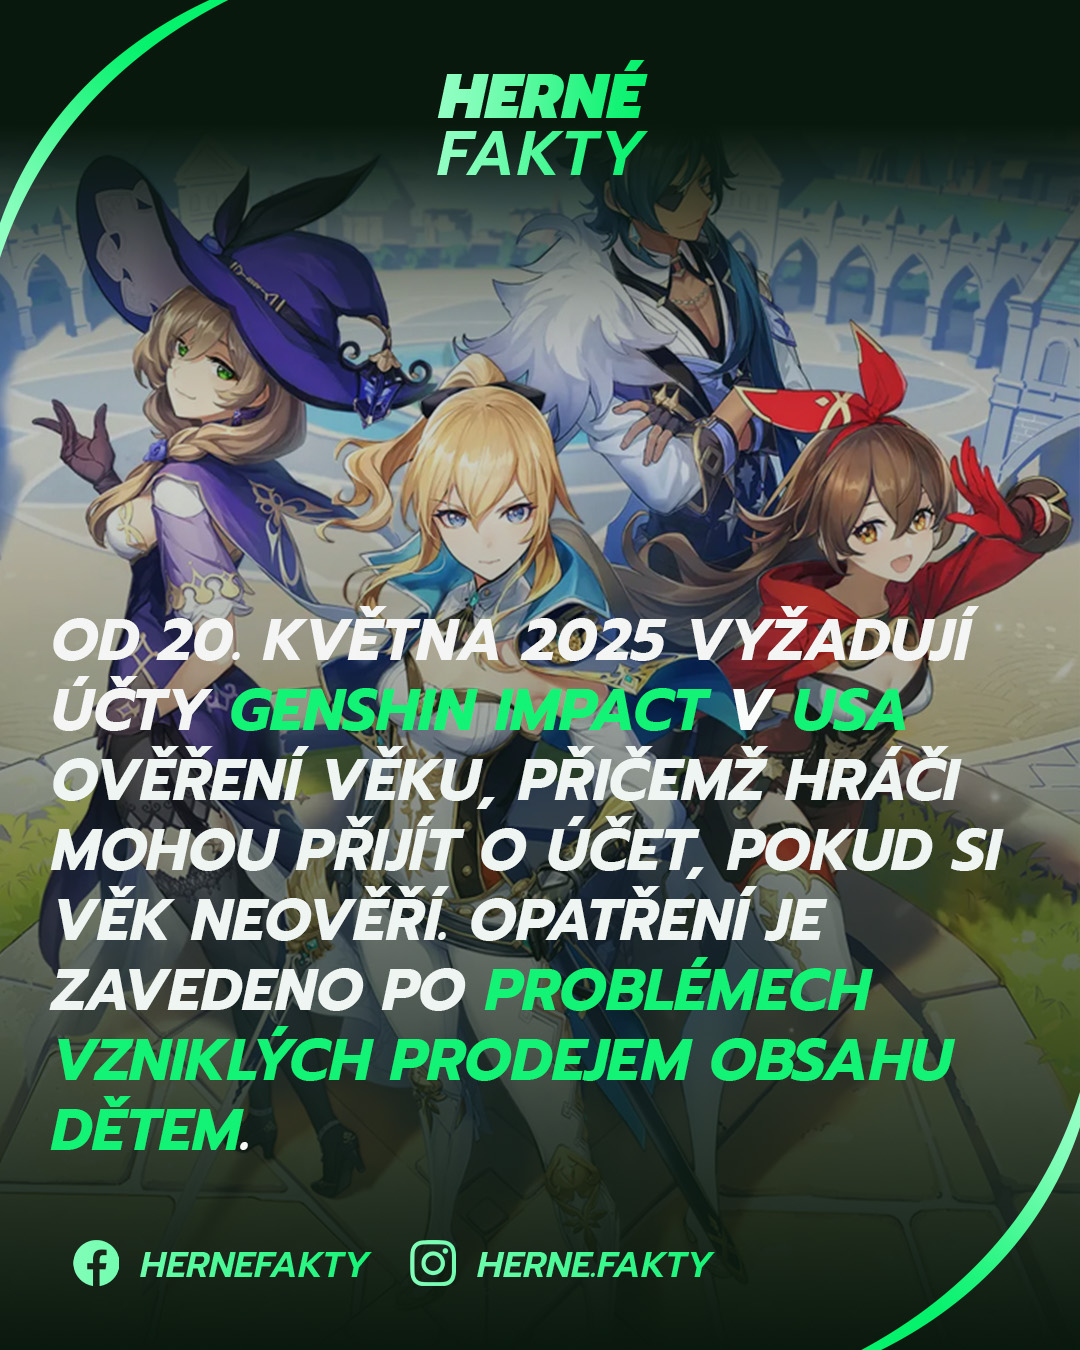 HERNÉ
FAKTY
OD 20. KVĚTNA 2025 VYŽADUJÍ
ÚČTY GENSHIN IMPACT V USA
OVĚŘENÍ VĚKU, PŘIČEMŽ HRÁČI
MOHOU PŘIJÍT O ÚČET, POKUD SI
VĚK NEOVĚŘÍ. OPATŘENÍ JE
ZAVEDENO PO PROBLÉMECH
VZNIKLÝCH PRODEJEM OBSAHU
DĚTEM.
HERNEFAKTY HERNE.FAKTY